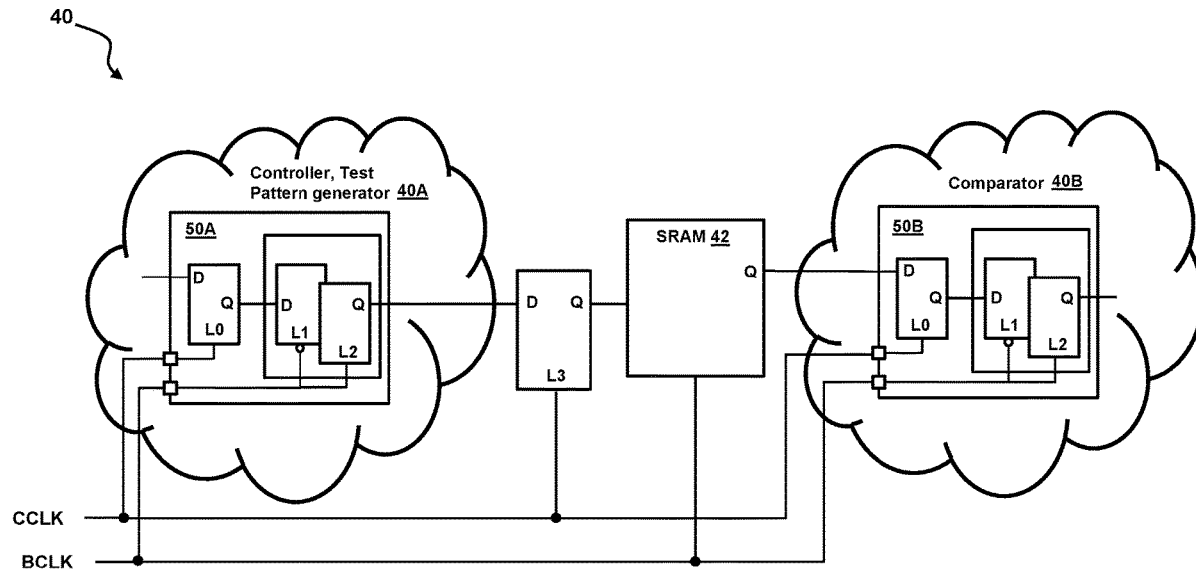 40
Controller, Test
Pattern generator 40A
50A
D
Q
L0
D
L1
Q
L2
D
Q
L3
SRAM 42
Q
Comparator 40B
50B
D
Q
L0
D
L1
Q
L2
CCLK
BCLK